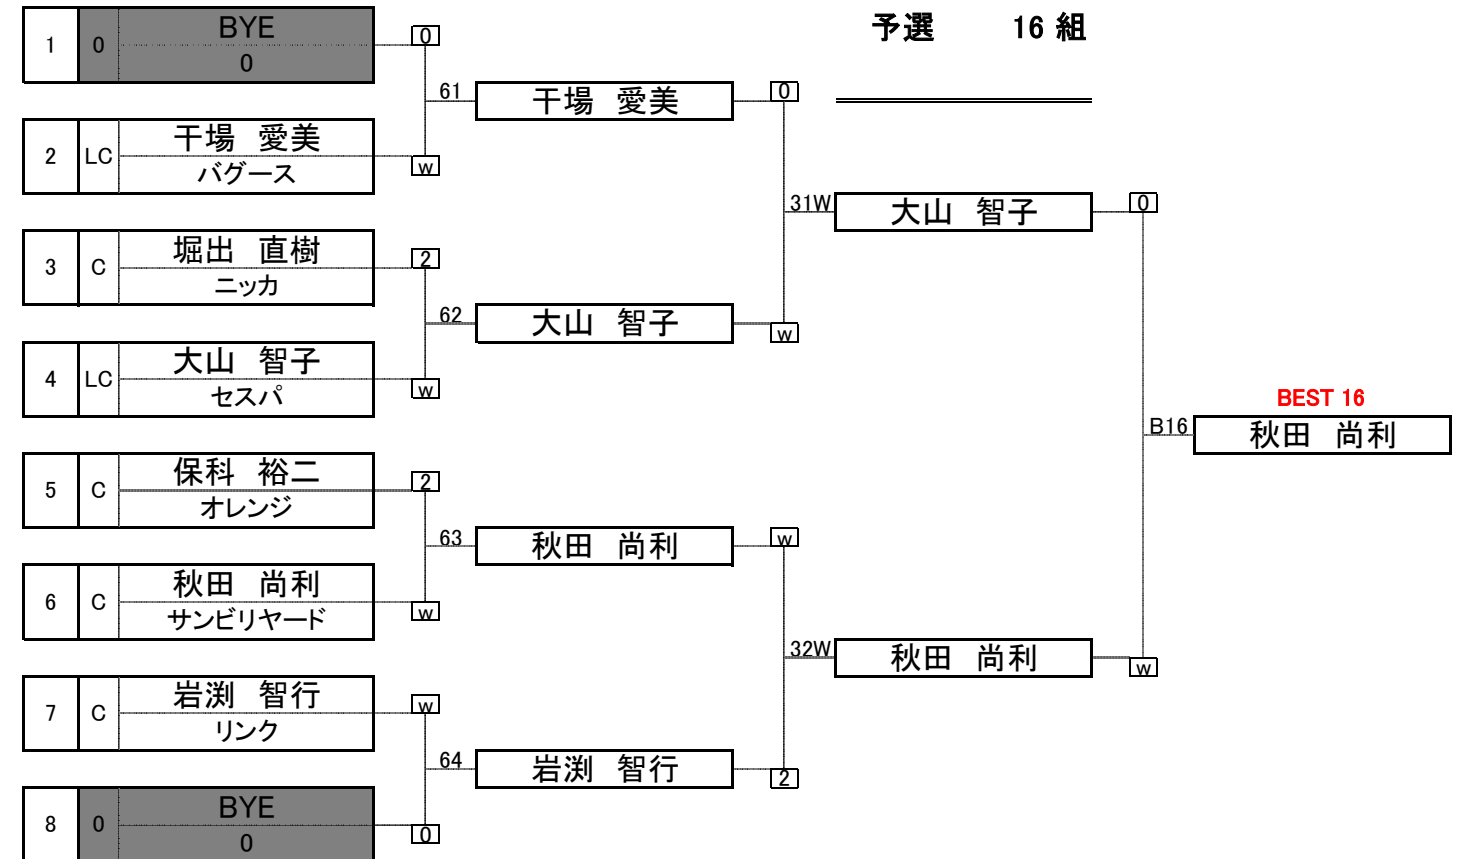 予選 16 組
1 0 BYE 0
0
2 LC 干場 愛美 w
バグース
61 干場 愛美 0
3 C 堀出 直樹 2
ニッカ
4 LC 大山 智子 w
セスパ
62 大山 智子 w
31W 大山 智子 0
5 C 保科 裕二 2
オレンジ
6 C 秋田 尚利 w
サンビリヤード
63 秋田 尚利 w
7 C 岩渕 智行 w
リンク
8 0 BYE 0
0
64 岩渕 智行 2
32W 秋田 尚利 w
BEST 16
B16 秋田 尚利